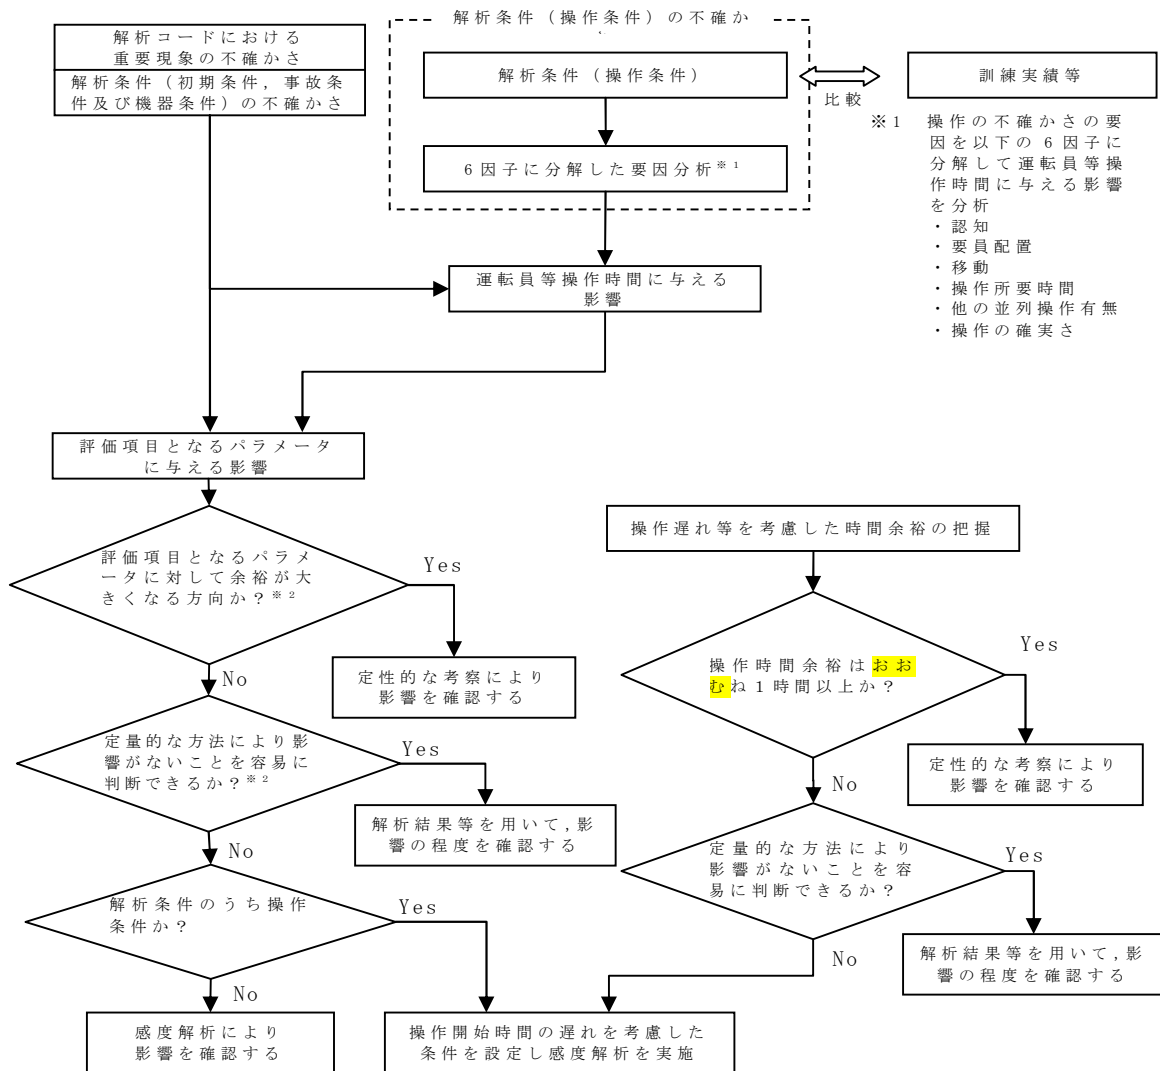 解析コードにおける
重要現象の不確かさ
解析条件（初期条件，事故条
件及び機器条件）の不確かさ
解析条件（操作条件）の不確か
解析条件（操作条件）
比較
訓練実績等
6因子に分解した要因分析※1
※1 操作の不確かさの要
因を以下の6因子に
分解して運転員等操
作時間に与える影響
を分析
・認知
・要員配置
・移動
・操作所要時間
・他の並列操作有無
・操作の確実さ
運転員等操作時間に与える
影響
評価項目となるパラメータ
に与える影響
評価項目となるパラメ
ータに対して余裕が大
きくなる方向か？※2
Yes
定性的な考察により
影響を確認する
No
定量的な方法により影
響がないことを容易に
判断できるか？※2
Yes
解析結果等を用いて，影
響の程度を確認する
No
解析条件のうち操作
条件か？
Yes
No
感度解析により
影響を確認する
操作開始時間の遅れを考慮した
条件を設定し感度解析を実施
操作遅れ等を考慮した時間余裕の把握
操作時間余裕はおお
むね1時間以上か？
Yes
定性的な考察により
影響を確認する
No
定量的な方法により
影響がないことを容
易に判断できるか？
Yes
解析結果等を用いて，影
響の程度を確認する
No